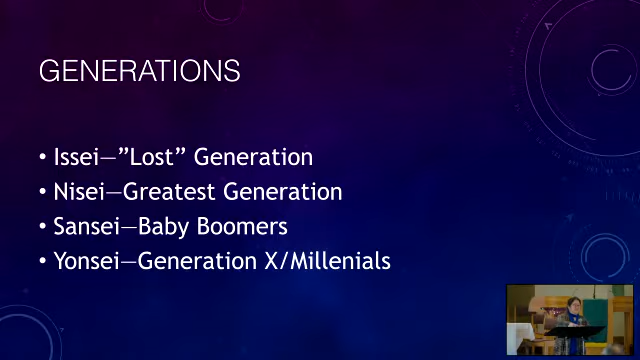 GENERATIONS
• Issei—”Lost” Generation
• Nisei—Greatest Generation
• Sansei—Baby Boomers
• Yonsei—Generation X/Millenials